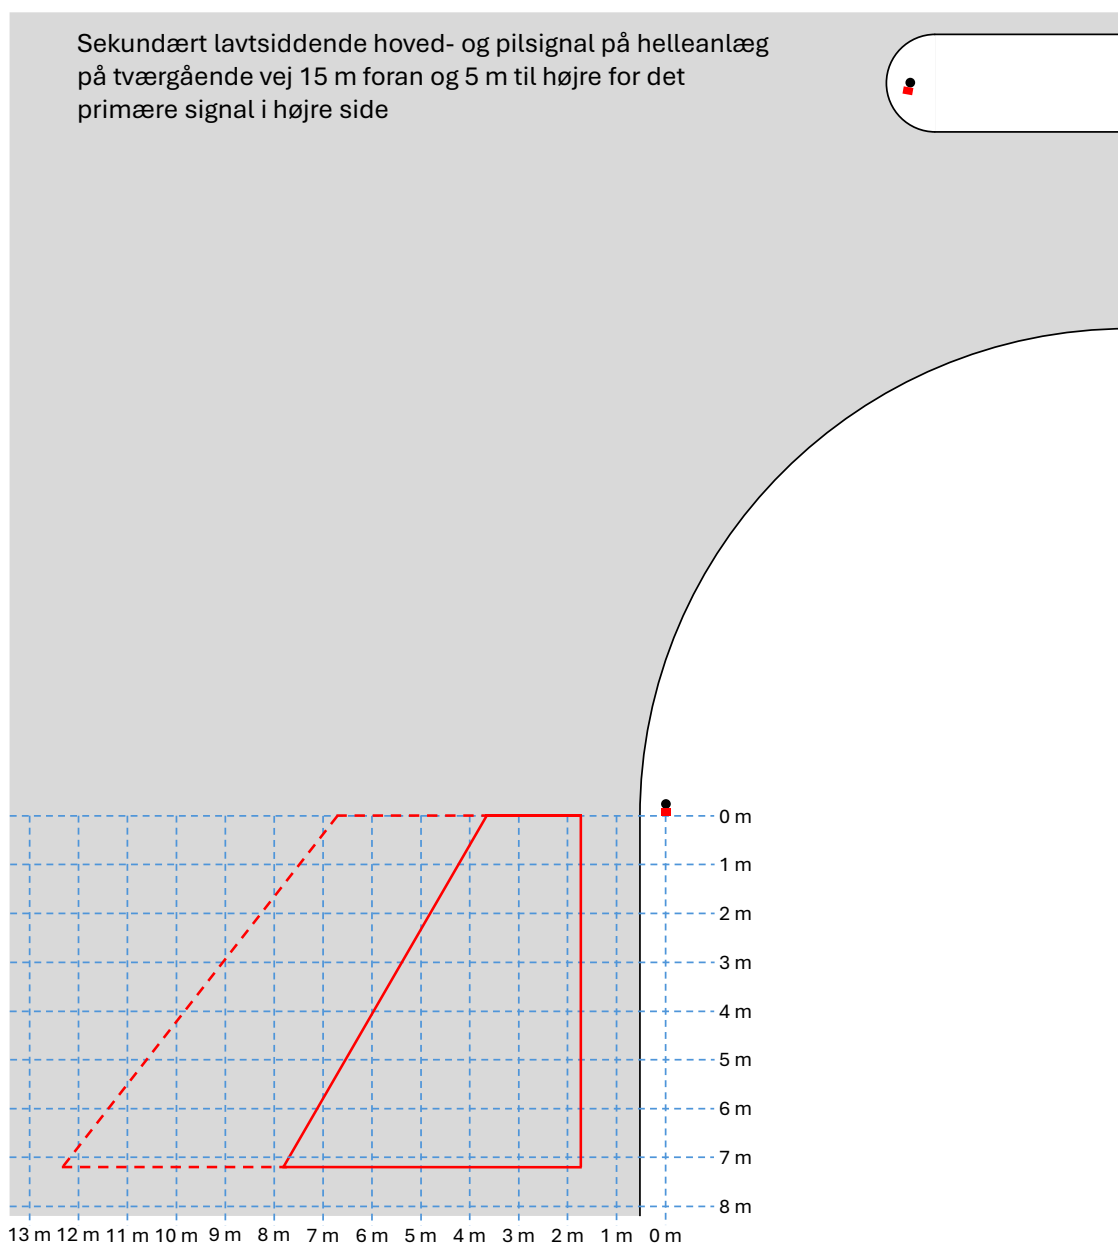 Sekundært lavtsiddende hoved- og pilsignal på helleanlæg
på tværgående vej 15 m foran og 5 m til højre for det
primære signal i højre side
0 m
1 m
2 m
3 m
4 m
5 m
6 m
7 m
8 m
13 m 12 m 11 m 10 m 9 m 8 m 7 m 6 m 5 m 4 m 3 m 2 m 1 m 0 m